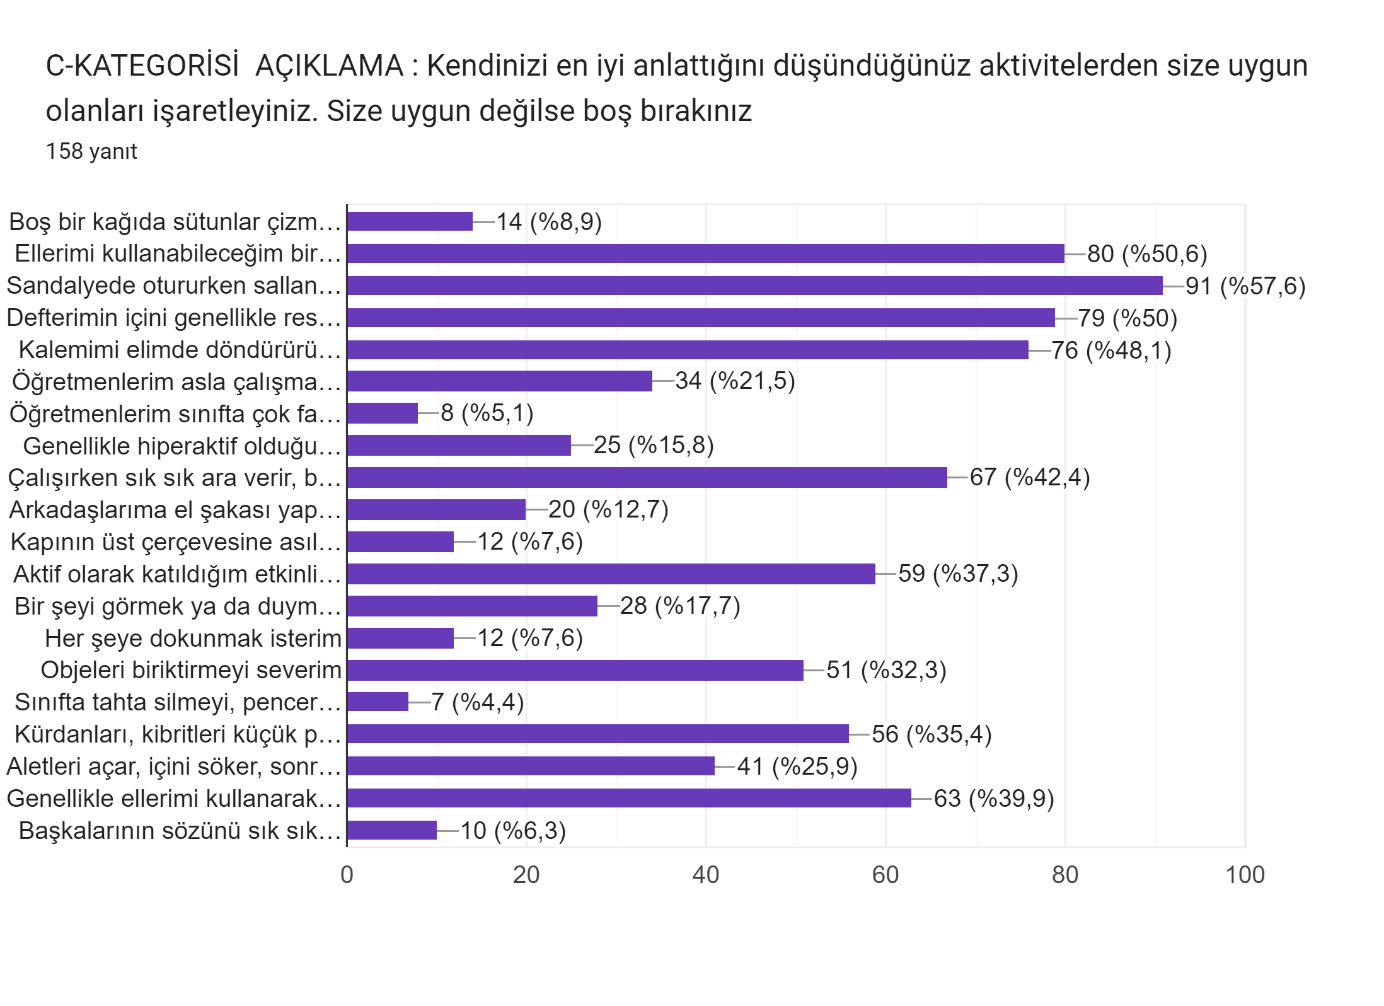 C-KATEGORİSİ  AÇIKLAMA : Kendinizi en iyi anlattığını düşündüğünüz aktivitelerden size uygun
olanları işaretleyiniz. Size uygun değilse boş bırakınız
158 yanıt
Boş bir kağıda sütunlar çizm… 14 (%8,9)
Ellerimi kullanabileceğim bir… 80 (%50,6)
Sandalyede otururken sallan… 91 (%57,6)
Defterimin içini genellikle res… 79 (%50)
Kalemimi elimde döndürürü… 76 (%48,1)
Öğretmenlerim asla çalışma… 34 (%21,5)
Öğretmenlerim sınıfta çok fa… 8 (%5,1)
Genellikle hiperaktif olduğu… 25 (%15,8)
Çalışırken sık sık ara verir, b… 67 (%42,4)
Arkadaşlarıma el şakası yap… 20 (%12,7)
Kapının üst çerçevesine asıl… 12 (%7,6)
Aktif olarak katıldığım etkinli… 59 (%37,3)
Bir şeyi görmek ya da duym… 28 (%17,7)
Her şeye dokunmak isterim 12 (%7,6)
Objeleri biriktirmeyi severim 51 (%32,3)
Sınıfta tahta silmeyi, pencer… 7 (%4,4)
Kürdanları, kibritleri küçük p… 56 (%35,4)
Aletleri açar, içini söker, sonr… 41 (%25,9)
Genellikle ellerimi kullanarak… 63 (%39,9)
Başkalarının sözünü sık sık… 10 (%6,3)
0 20 40 60 80 100